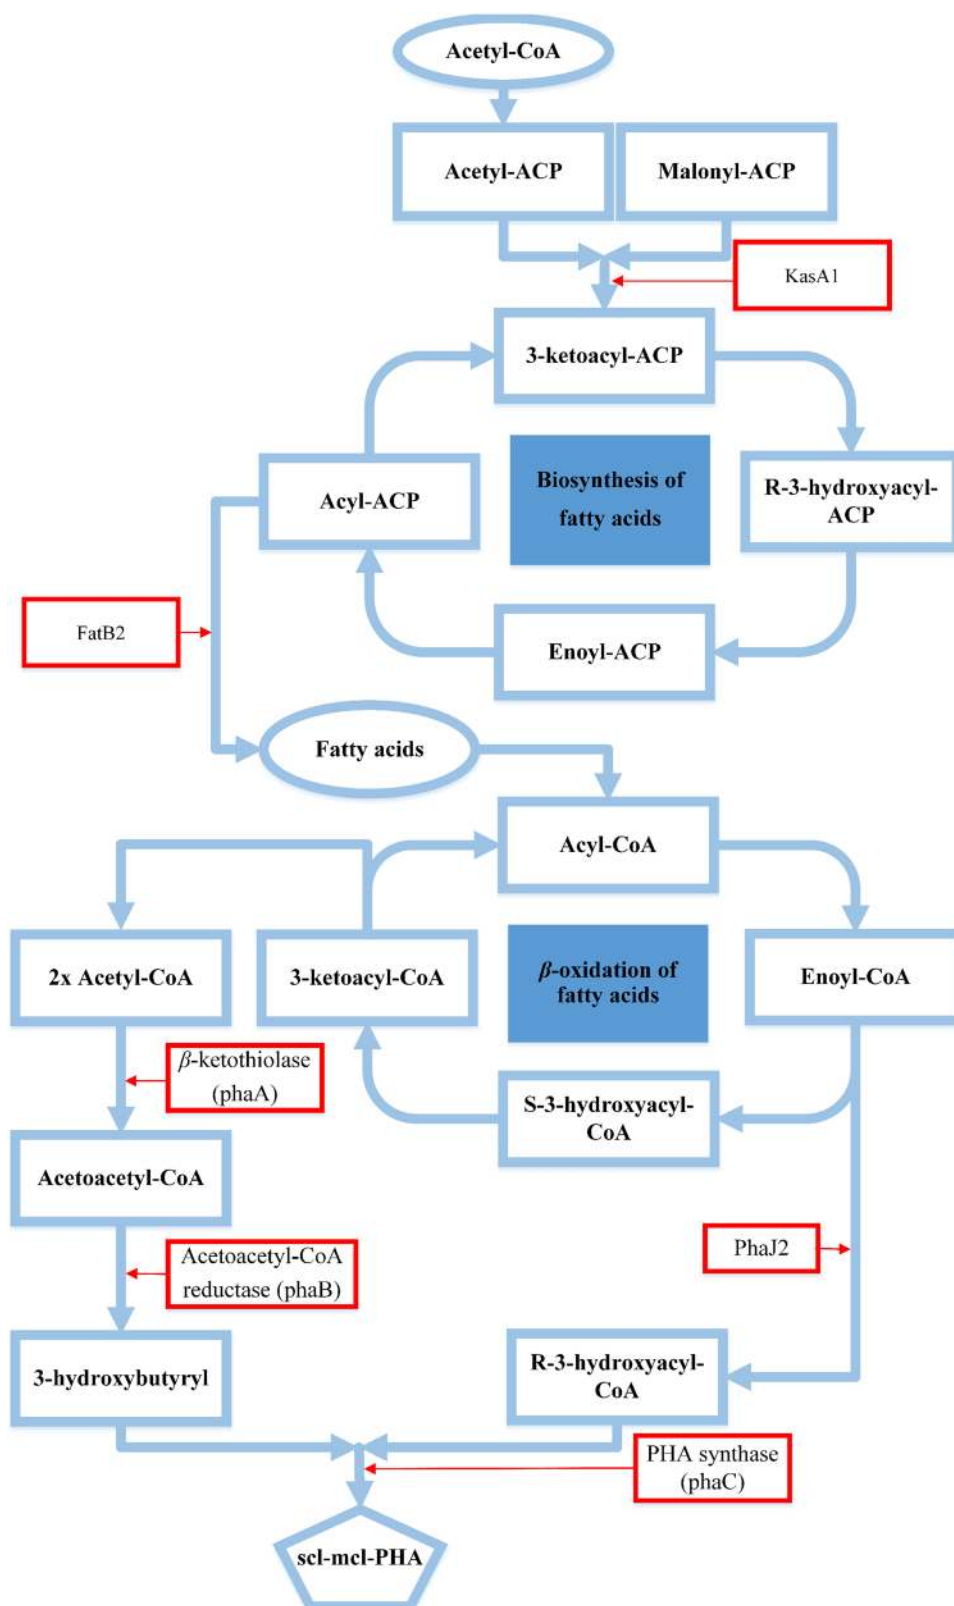 Acetyl-CoA
Acetyl-ACP
Malonyl-ACP
KasA1
3-ketoacyl-ACP
Biosynthesis of
fatty acids
R-3-hydroxyacyl-
ACP
Acyl-ACP
FatB2
Enoyl-ACP
Fatty acids
Acyl-CoA
2x Acetyl-CoA
3-ketoacyl-CoA
β-oxidation of
fatty acids
Enoyl-CoA
β-ketothiolase
(phaA)
S-3-hydroxyacyl-
CoA
Acetoacetyl-CoA
PhaJ2
Acetoacetyl-CoA
reductase (phaB)
3-hydroxybutyryl
R-3-hydroxyacyl-
CoA
PHA synthase
(phaC)
scl-mcl-PHA